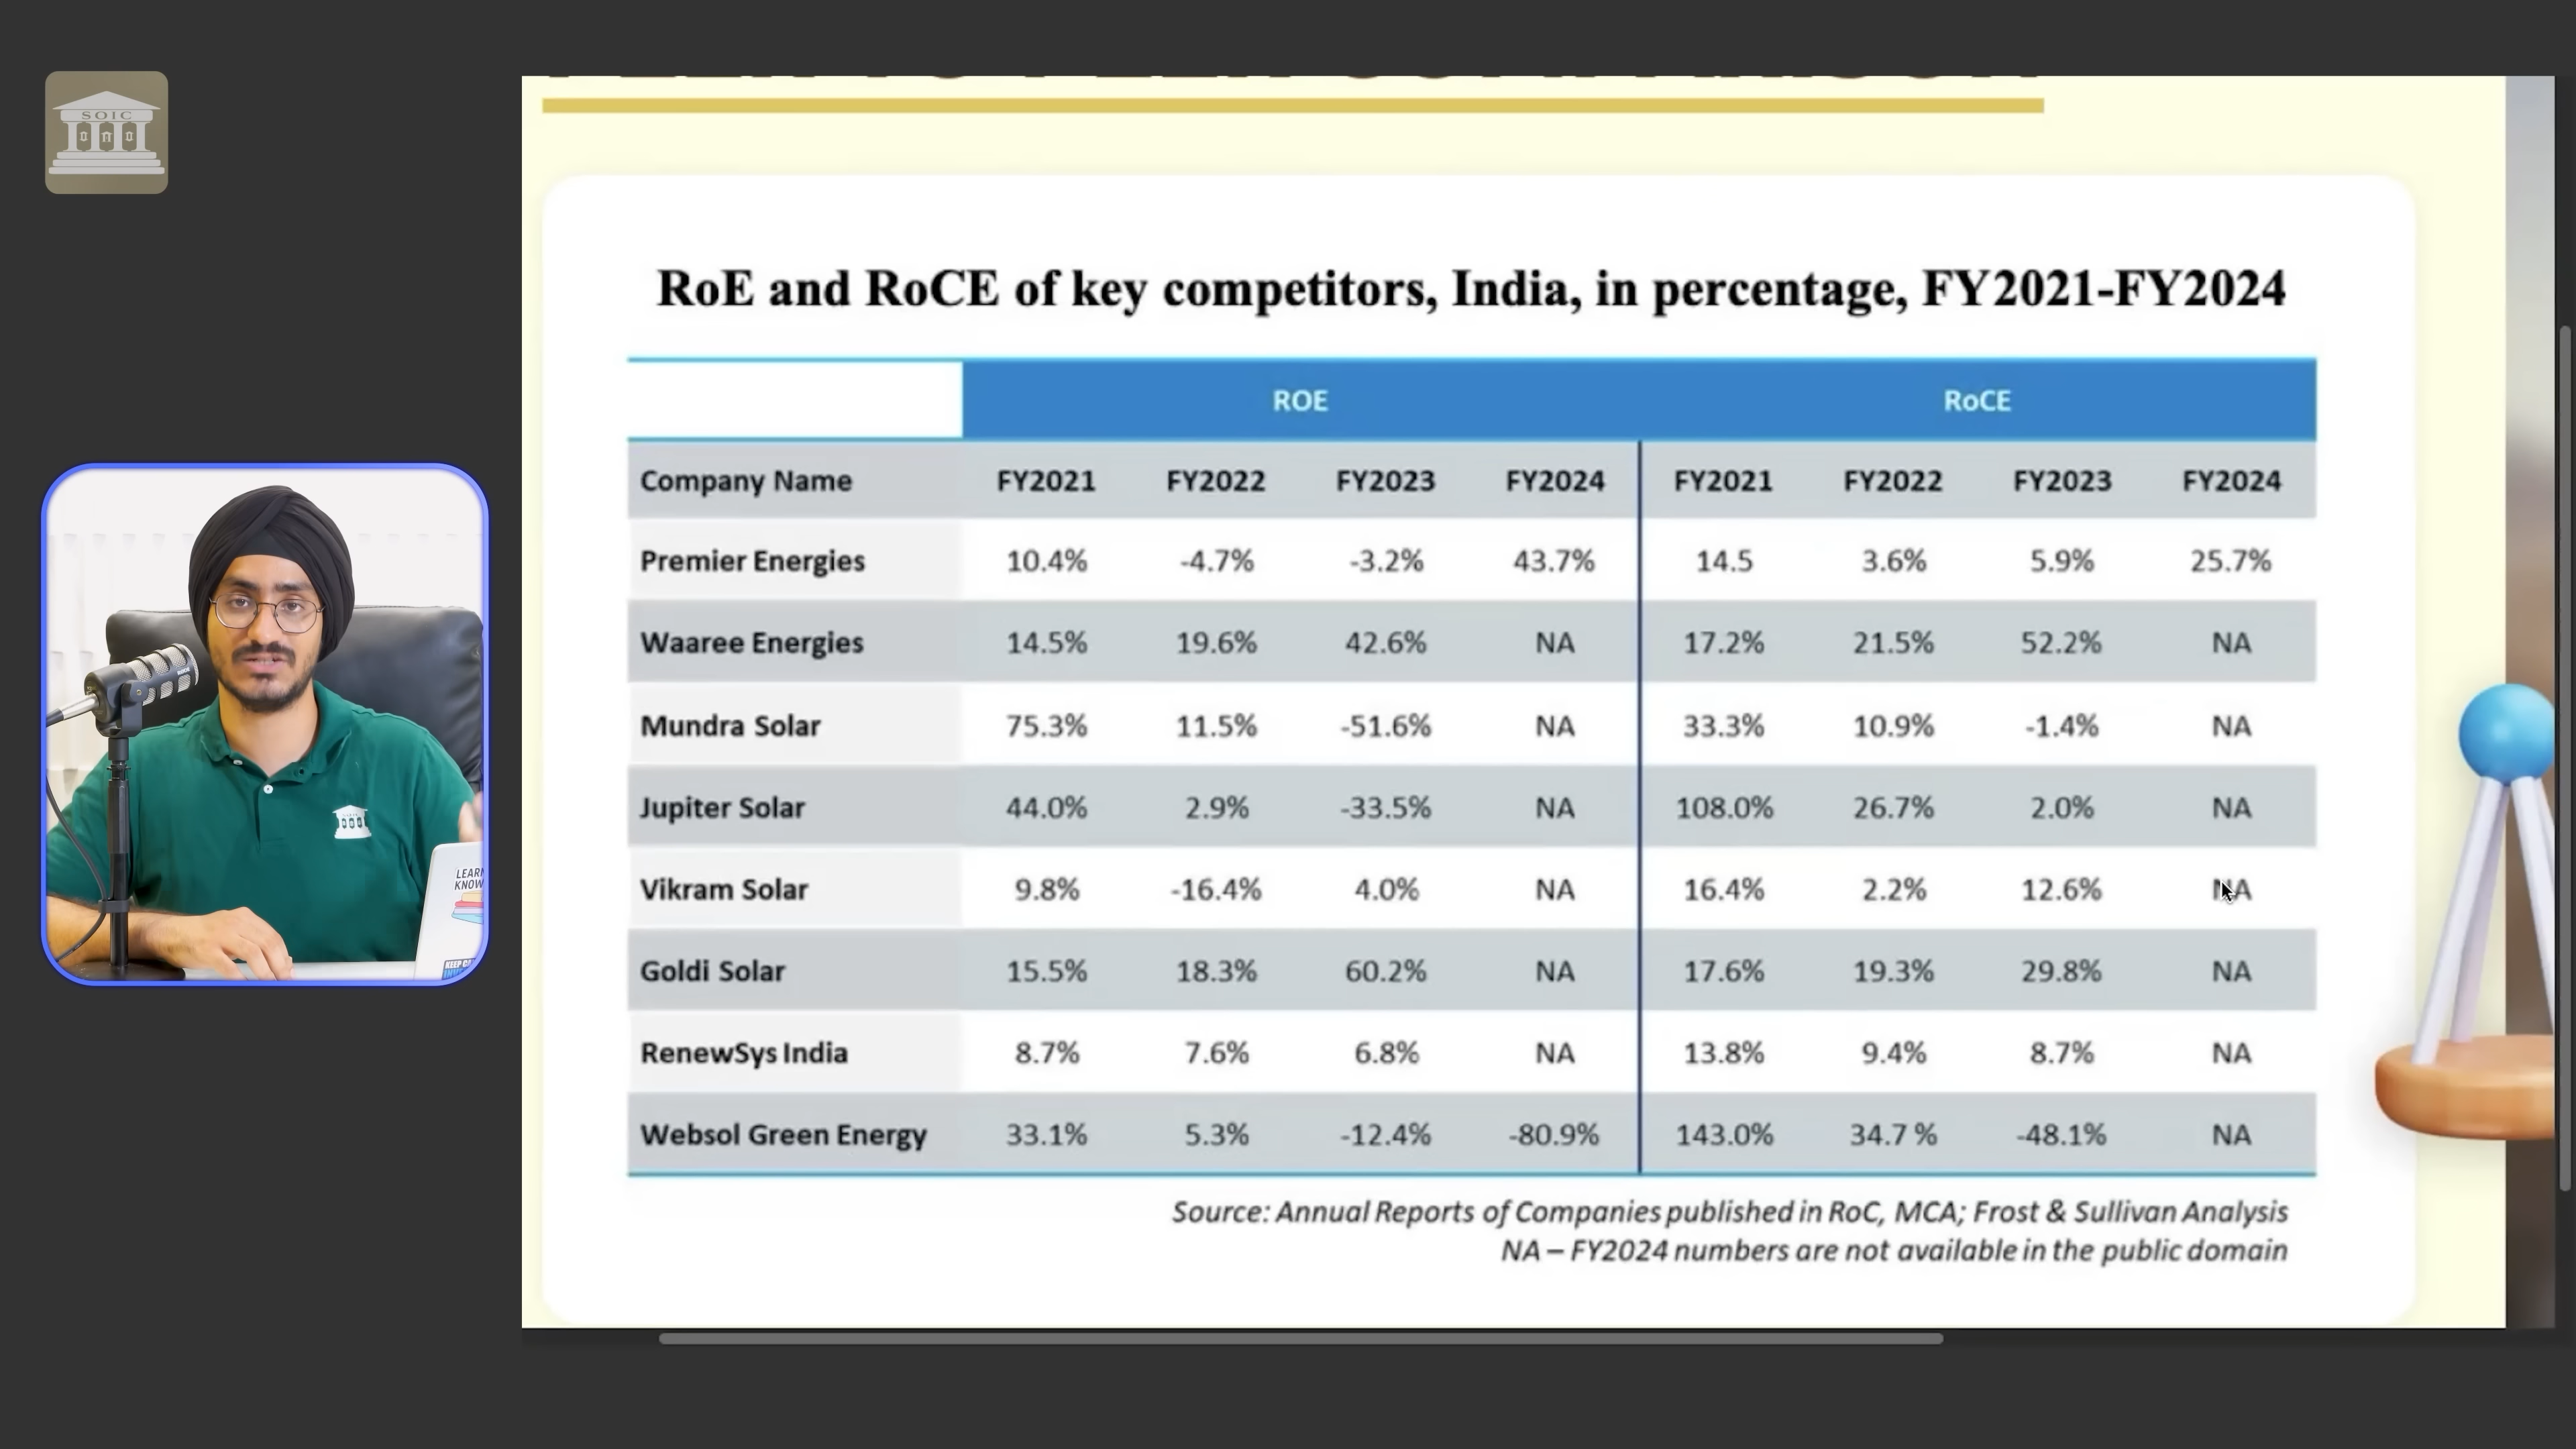 SOIC
RoE and RoCE of key competitors, India, in percentage, FY2021-FY2024
ROE RoCE
Company Name FY2021 FY2022 FY2023 FY2024 FY2021 FY2022 FY2023 FY2024
Premier Energies 10.4% -4.7% -3.2% 43.7% 14.5 3.6% 5.9% 25.7%
Waaree Energies 14.5% 19.6% 42.6% NA 17.2% 21.5% 52.2% NA
Mundra Solar 75.3% 11.5% -51.6% NA 33.3% 10.9% -1.4% NA
Jupiter Solar 44.0% 2.9% -33.5% NA 108.0% 26.7% 2.0% NA
Vikram Solar 9.8% -16.4% 4.0% NA 16.4% 2.2% 12.6% NA
Goldi Solar 15.5% 18.3% 60.2% NA 17.6% 19.3% 29.8% NA
RenewSys India 8.7% 7.6% 6.8% NA 13.8% 9.4% 8.7% NA
Websol Green Energy 33.1% 5.3% -12.4% -80.9% 143.0% 34.7 % -48.1% NA
Source: Annual Reports of Companies published in RoC, MCA; Frost & Sullivan Analysis
NA – FY2024 numbers are not available in the public domain
LEARN
KNOW
KEEP